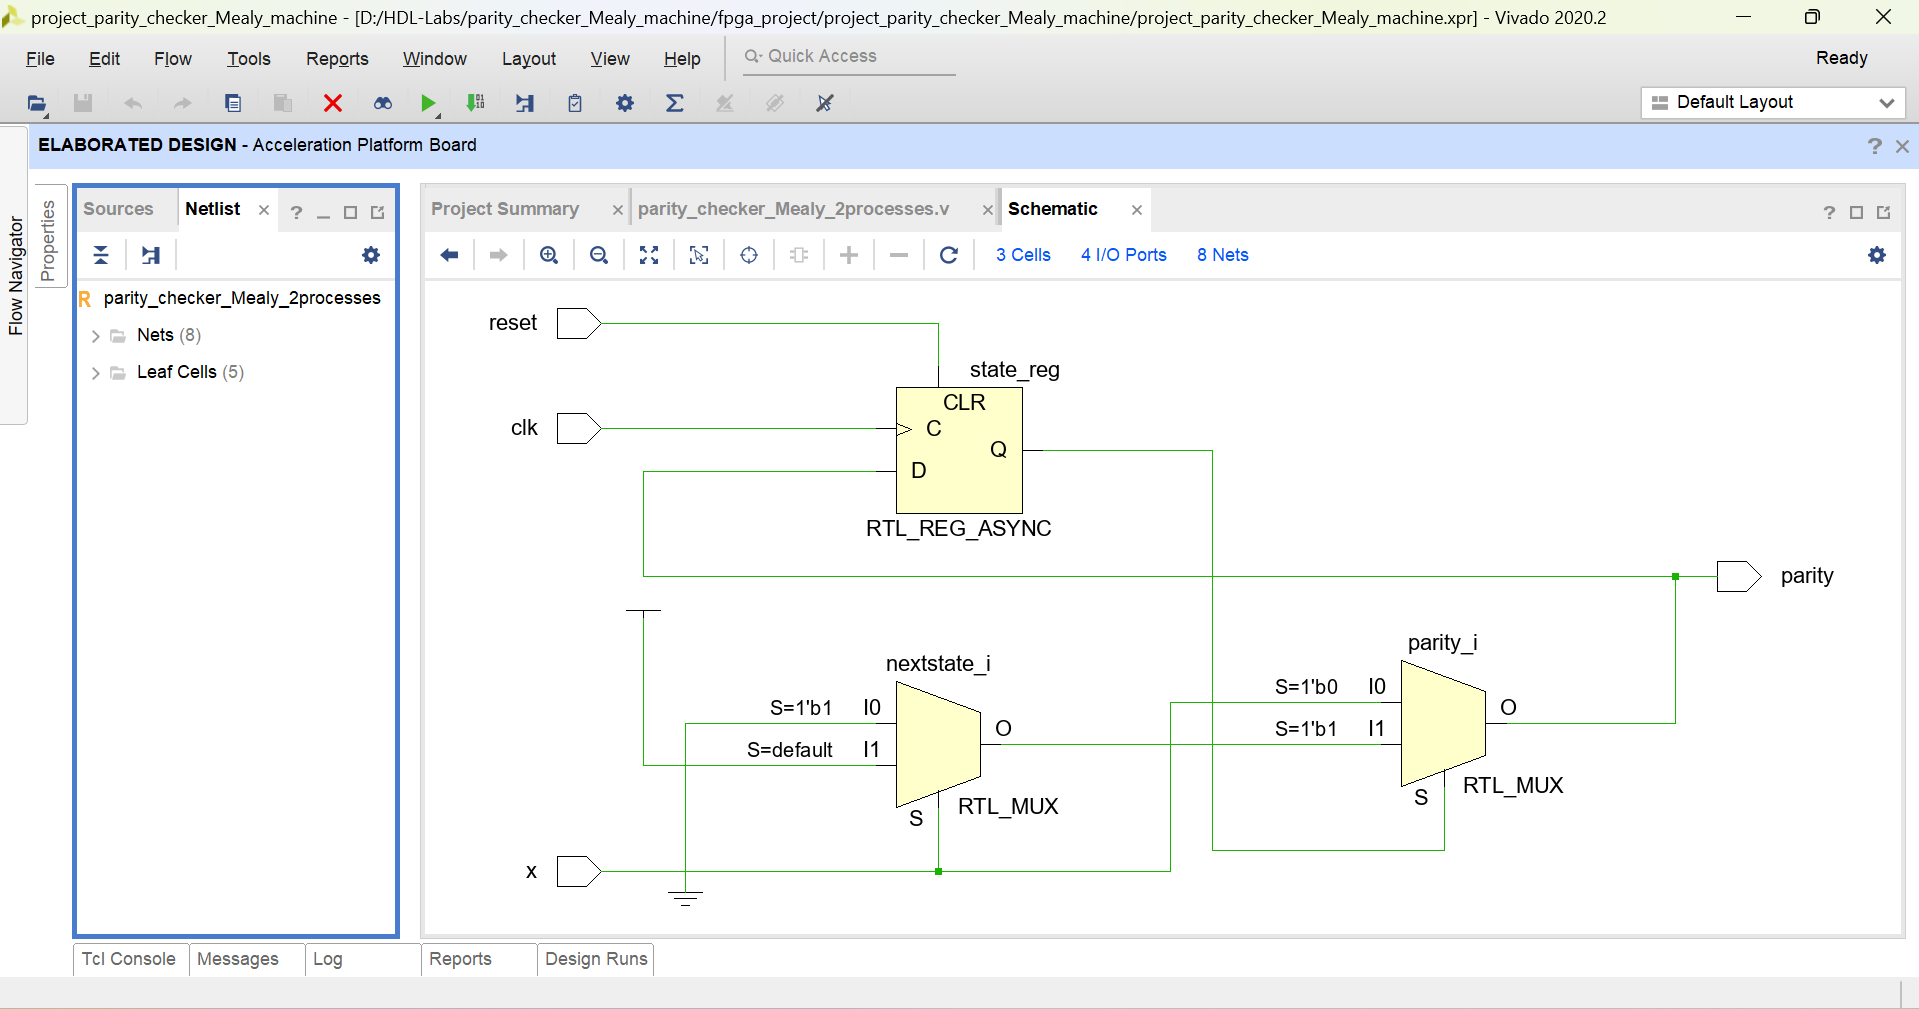 project_parity_checker_Mealy_machine - [D:/HDL-Labs/parity_checker_Mealy_machine/fpga_project/project_parity_checker_Mealy_machine/project_parity_checker_Mealy_machine.xpr] - Vivado 2020.2
File Edit Flow Tools Reports Window Layout View Help Quick Access Ready
Default Layout
ELABORATED DESIGN - Acceleration Platform Board
Flow Navigator
Properties
Sources Netlist
parity_checker_Mealy_2processes
Nets (8)
Leaf Cells (5)
Project Summary parity_checker_Mealy_2processes.v Schematic
3 Cells 4 I/O Ports 8 Nets
reset
state_reg
CLR
clk C
Q
D
RTL_REG_ASYNC
parity
parity_i
nextstate_i
S=1'b0 I0
S=1'b1 I0 O
S=1'b1 I1
O
S=default I1
RTL_MUX
S
RTL_MUX
S
x
Tcl Console Messages Log Reports Design Runs